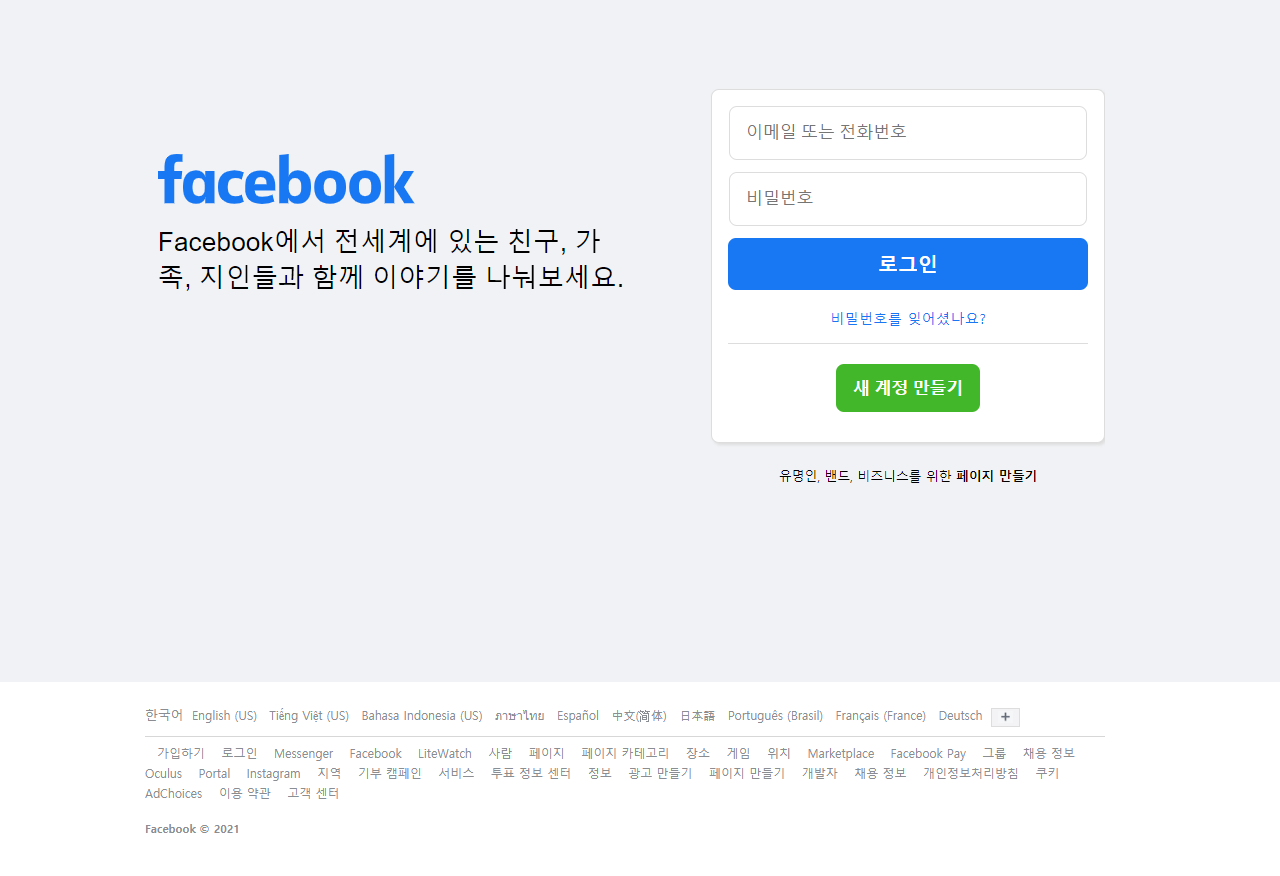 facebook
Facebook에서 전세계에 있는 친구, 가
족, 지인들과 함께 이야기를 나눠보세요.
이메일 또는 전화번호
비밀번호
로그인
비밀번호를 잊어셨나요?
새 계정 만들기
유명인, 밴드, 비즈니스를 위한 페이지 만들기
한국어 English (US) Tiếng Việt (US) Bahasa Indonesia (US) ภาษาไทย Español 中文(简体) 日本語 Português (Brasil) Français (France) Deutsch +
가입하기 로그인 Messenger Facebook LiteWatch 사람 페이지 페이지 카테고리 장소 게임 위치 Marketplace Facebook Pay 그룹 채용 정보
Oculus Portal Instagram 지역 기부 캠페인 서비스 투표 정보 센터 정보 광고 만들기 페이지 만들기 개발자 채용 정보 개인정보처리방침 쿠키
AdChoices 이용 약관 고객 센터
Facebook © 2021